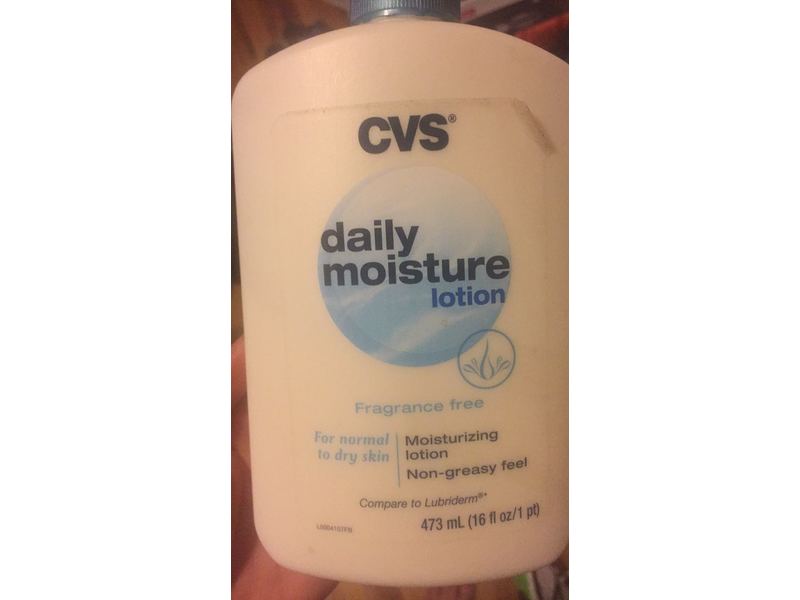 CVS®
daily
moisture
lotion
Fragrance free
For normal
to dry skin
Moisturizing
lotion
Non-greasy feel
Compare to Lubriderm®*
473 mL (16 fl oz/1 pt)